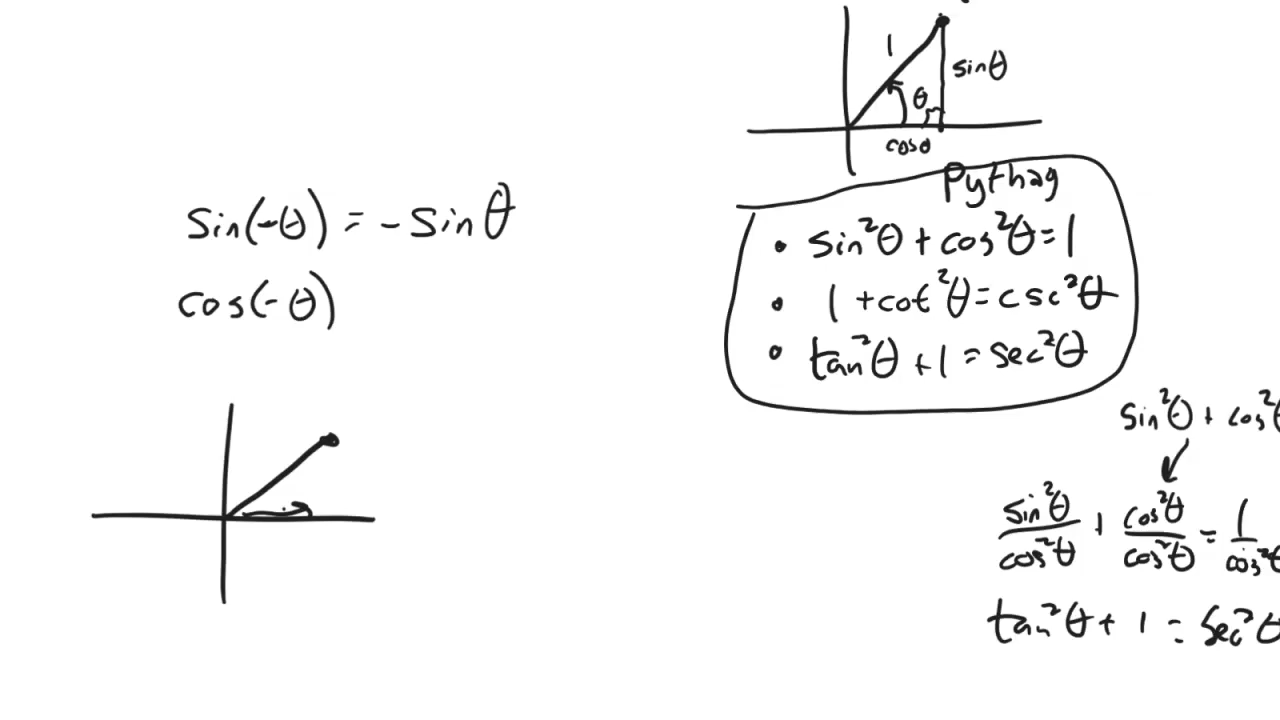 sin(-θ) = - sin θ
cos(-θ)
1
sinθ
θ
cosθ
Pythag
• sin²θ + cos²θ = 1
• 1 + cot²θ = csc²θ
• tan²θ + 1 = sec²θ
sin²θ + cos²θ
sin²θ/cos²θ + cos²θ/cos²θ = 1/cos²θ
tan²θ + 1 = sec²θ